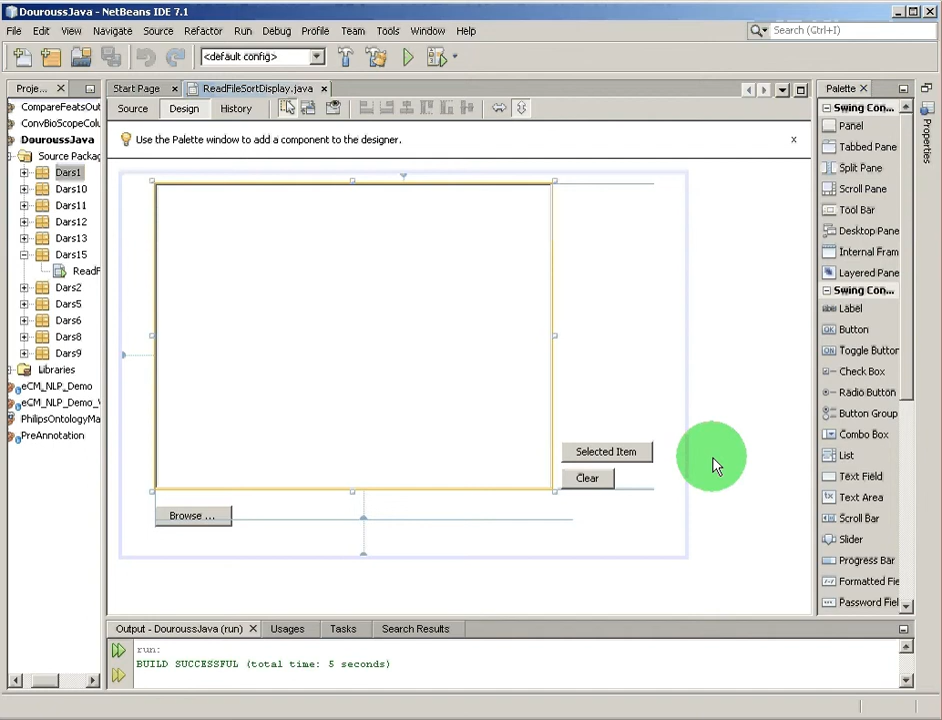 DouroussJava - NetBeans IDE 7.1
File Edit View Navigate Source Refactor Run Debug Profile Team Tools Window Help
Search (Ctrl+I)
<default config>
Proje...
Start Page
ReadFileSortDisplay.java
Palette
Source Design History
Use the Palette window to add a component to the designer.
x
CompareFeatsOut
ConvBioScopeColu
DouroussJava
Source Packag
Dars1
Dars10
Dars11
Dars12
Dars13
Dars15
ReadF
Dars2
Dars5
Dars6
Dars8
Dars9
Libraries
eCM_NLP_Demo
eCM_NLP_Demo_
PhilipsOntologyMa
PreAnnotation
Selected Item
Clear
Browse ...
Swing Con...
Panel
Tabbed Pane
Split Pane
Scroll Pane
Tool Bar
Desktop Pane
Internal Fram
Layered Pane
Swing Con...
Label
Button
Toggle Button
Check Box
Radio Button
Button Group
Combo Box
List
Text Field
Text Area
Scroll Bar
Slider
Progress Bar
Formatted Fie
Password Fiel
Properties
Output - DouroussJava (run)
Usages
Tasks
Search Results
run:
BUILD SUCCESSFUL (total time: 5 seconds)